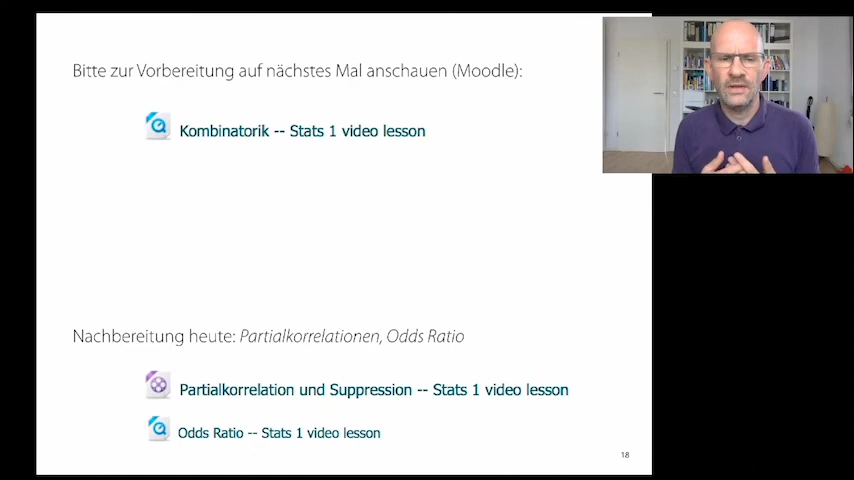 Bitte zur Vorbereitung auf nächstes Mal anschauen (Moodle):
Kombinatorik -- Stats 1 video lesson
Nachbereitung heute: Partialkorrelationen, Odds Ratio
Partialkorrelation und Suppression -- Stats 1 video lesson
Odds Ratio -- Stats 1 video lesson
18